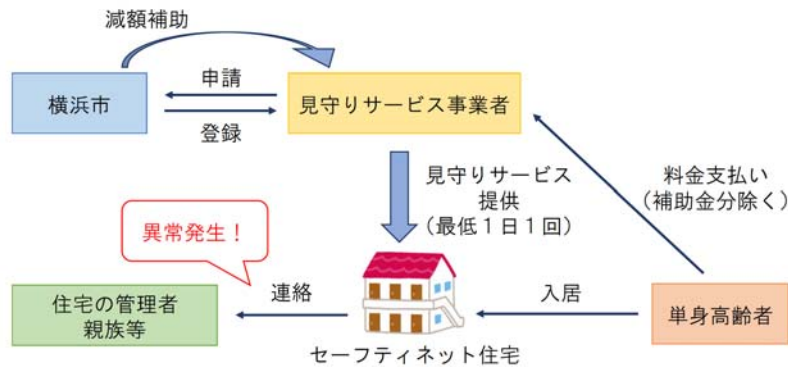 減額補助
横浜市
申請
登録
見守りサービス事業者
見守りサービス
提供
（最低１日１回）
料金支払い
（補助金分除く）
異常発生！
住宅の管理者
親族等
連絡
入居
単身高齢者
セーフティネット住宅